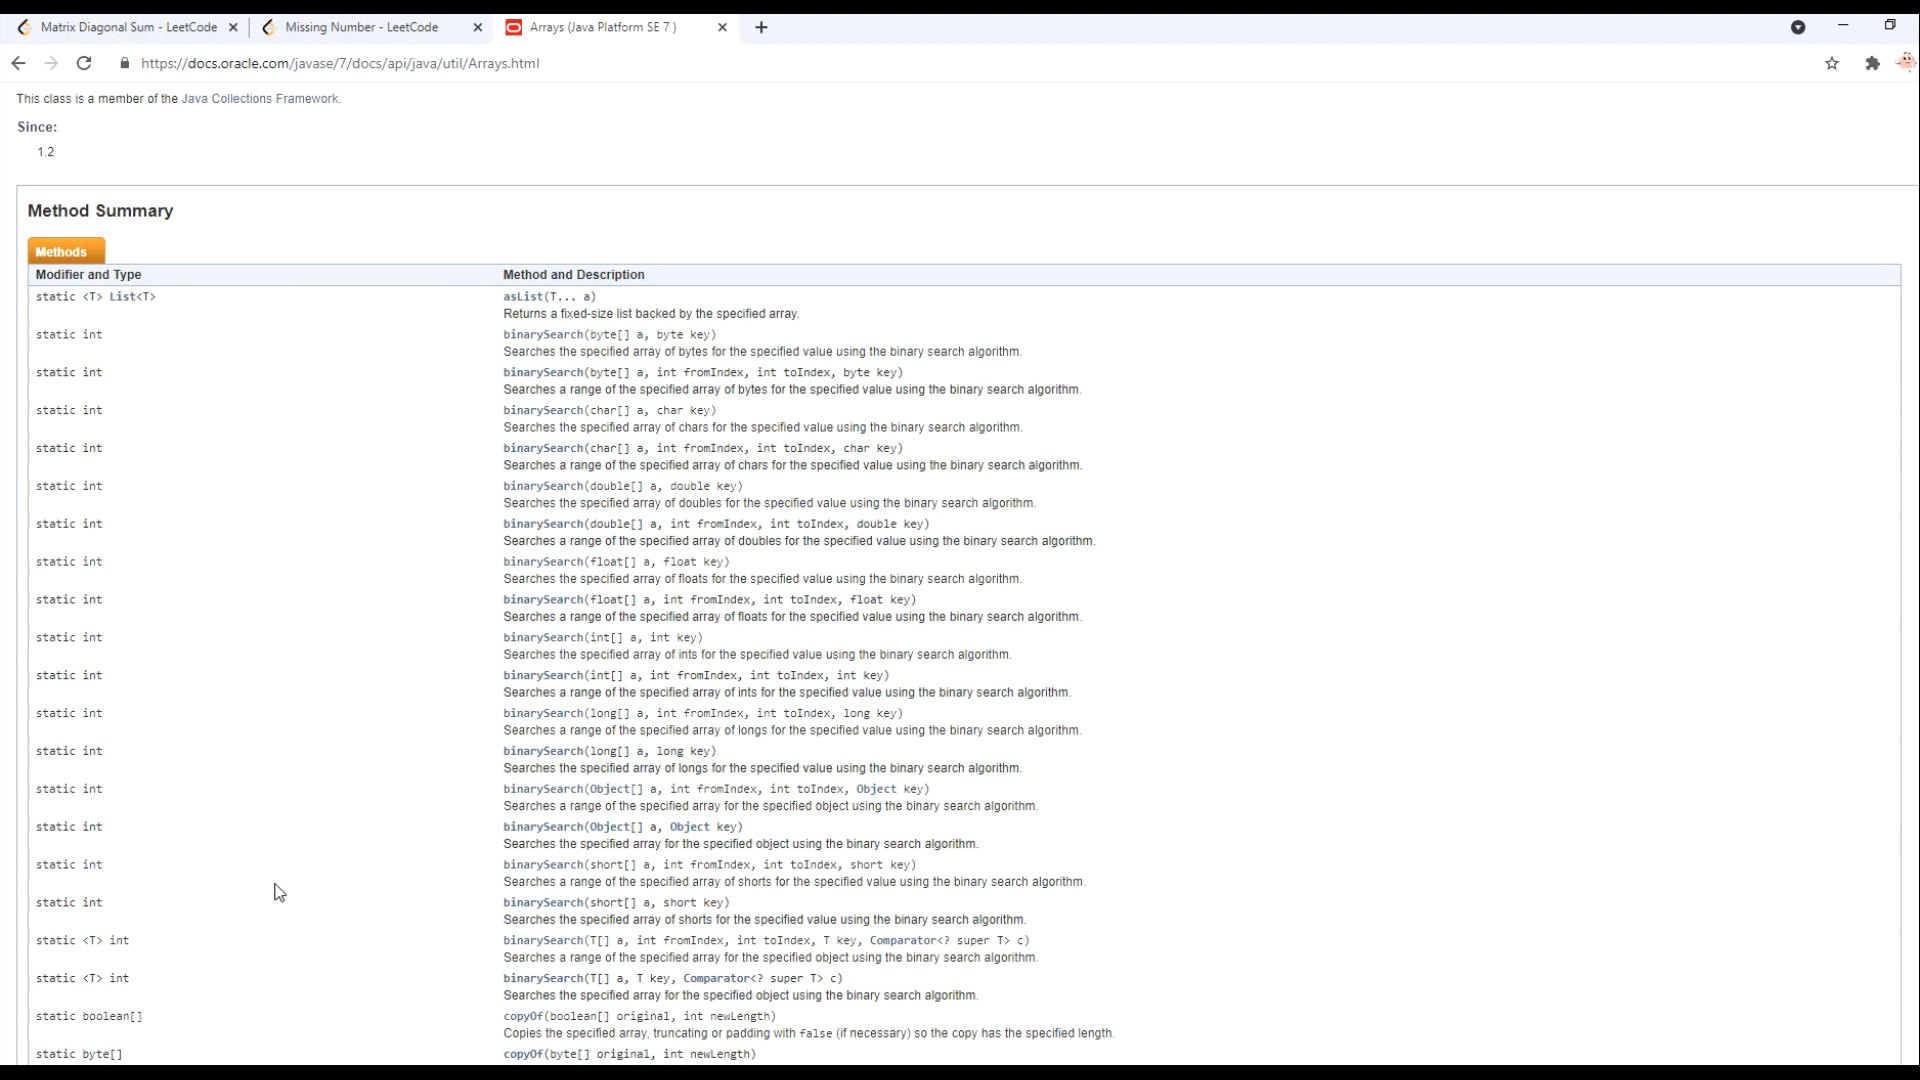 Matrix Diagonal Sum - LeetCode
Missing Number - LeetCode
Arrays (Java Platform SE 7 )
https://docs.oracle.com/javase/7/docs/api/java/util/Arrays.html
This class is a member of the Java Collections Framework.
Since:
1.2
Method Summary
Methods
Modifier and Type Method and Description
static <T> List<T> asList(T... a)
Returns a fixed-size list backed by the specified array.
static int binarySearch(byte[] a, byte key)
Searches the specified array of bytes for the specified value using the binary search algorithm.
static int binarySearch(byte[] a, int fromIndex, int toIndex, byte key)
Searches a range of the specified array of bytes for the specified value using the binary search algorithm.
static int binarySearch(char[] a, char key)
Searches the specified array of chars for the specified value using the binary search algorithm.
static int binarySearch(char[] a, int fromIndex, int toIndex, char key)
Searches a range of the specified array of chars for the specified value using the binary search algorithm.
static int binarySearch(double[] a, double key)
Searches the specified array of doubles for the specified value using the binary search algorithm.
static int binarySearch(double[] a, int fromIndex, int toIndex, double key)
Searches a range of the specified array of doubles for the specified value using the binary search algorithm.
static int binarySearch(float[] a, float key)
Searches the specified array of floats for the specified value using the binary search algorithm.
static int binarySearch(float[] a, int fromIndex, int toIndex, float key)
Searches a range of the specified array of floats for the specified value using the binary search algorithm.
static int binarySearch(int[] a, int key)
Searches the specified array of ints for the specified value using the binary search algorithm.
static int binarySearch(int[] a, int fromIndex, int toIndex, int key)
Searches a range of the specified array of ints for the specified value using the binary search algorithm.
static int binarySearch(long[] a, int fromIndex, int toIndex, long key)
Searches a range of the specified array of longs for the specified value using the binary search algorithm.
static int binarySearch(long[] a, long key)
Searches the specified array of longs for the specified value using the binary search algorithm.
static int binarySearch(Object[] a, int fromIndex, int toIndex, Object key)
Searches a range of the specified array for the specified object using the binary search algorithm.
static int binarySearch(Object[] a, Object key)
Searches the specified array for the specified object using the binary search algorithm.
static int binarySearch(short[] a, int fromIndex, int toIndex, short key)
Searches a range of the specified array of shorts for the specified value using the binary search algorithm.
static int binarySearch(short[] a, short key)
Searches the specified array of shorts for the specified value using the binary search algorithm.
static <T> int binarySearch(T[] a, int fromIndex, int toIndex, T key, Comparator<? super T> c)
Searches a range of the specified array for the specified object using the binary search algorithm.
static <T> int binarySearch(T[] a, T key, Comparator<? super T> c)
Searches the specified array for the specified object using the binary search algorithm.
static boolean[] copyOf(boolean[] original, int newLength)
Copies the specified array, truncating or padding with false (if necessary) so the copy has the specified length.
static byte[] copyOf(byte[] original, int newLength)